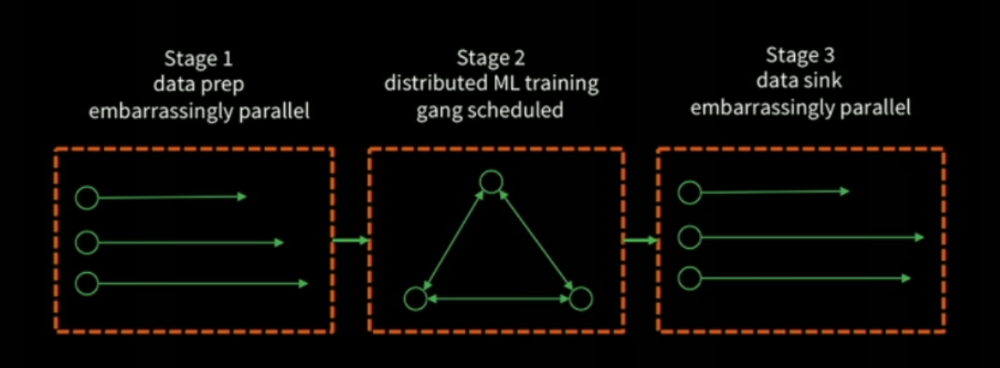 Stage 1
data prep
embarrassingly parallel
Stage 2
distributed ML training
gang scheduled
Stage 3
data sink
embarrassingly parallel